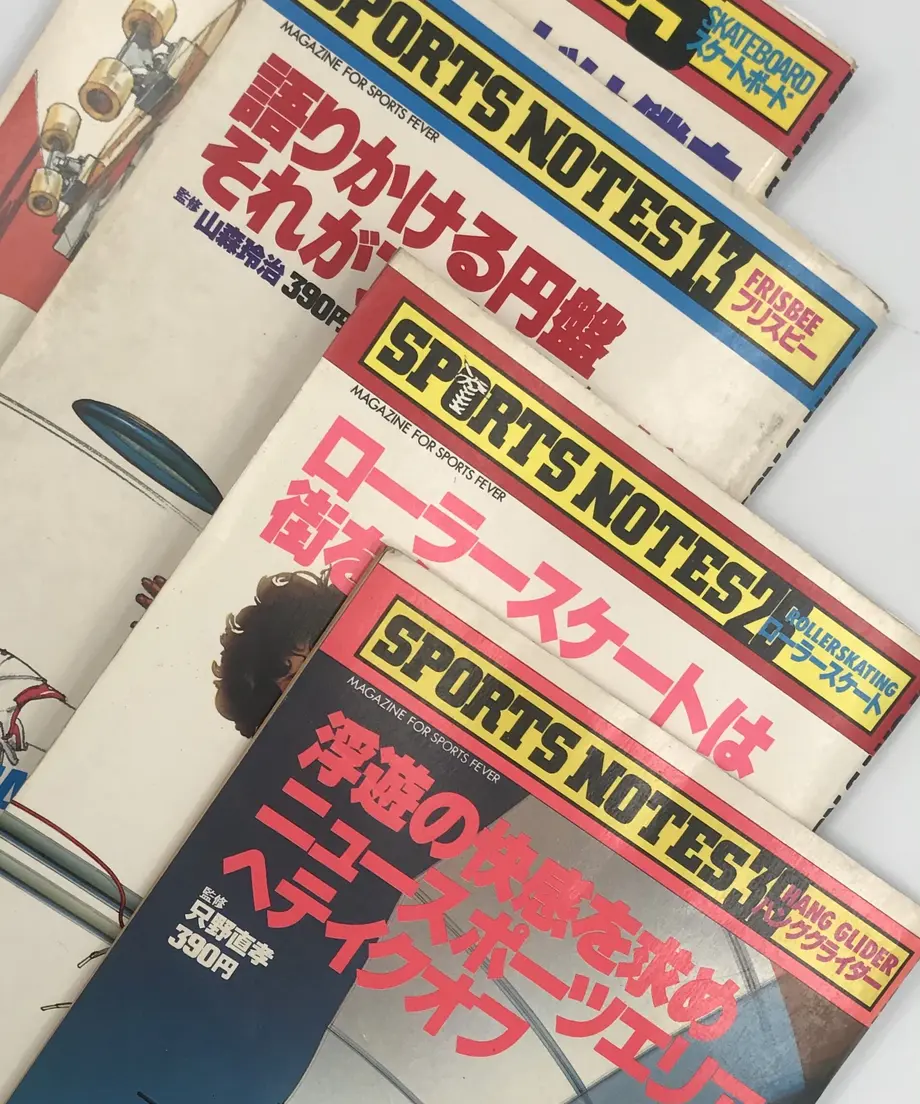 SKATEBOARD
スケートボード
SPORTS NOTES 13
FRISBEE
フリスビー
MAGAZINE FOR SPORTS FEVER
語りかける円盤
それが
監修 山森玲治 390円
SPORTS NOTES 2
ROLLERSKATING
ローラースケート
MAGAZINE FOR SPORTS FEVER
ローラースケートは
街を
SPORTS NOTES 3
HANG GLIDER
ハンググライダー
MAGAZINE FOR SPORTS FEVER
浮遊の快感を求め
ニュースポーツエリア
へテイクオフ
監修
只野直孝
390円